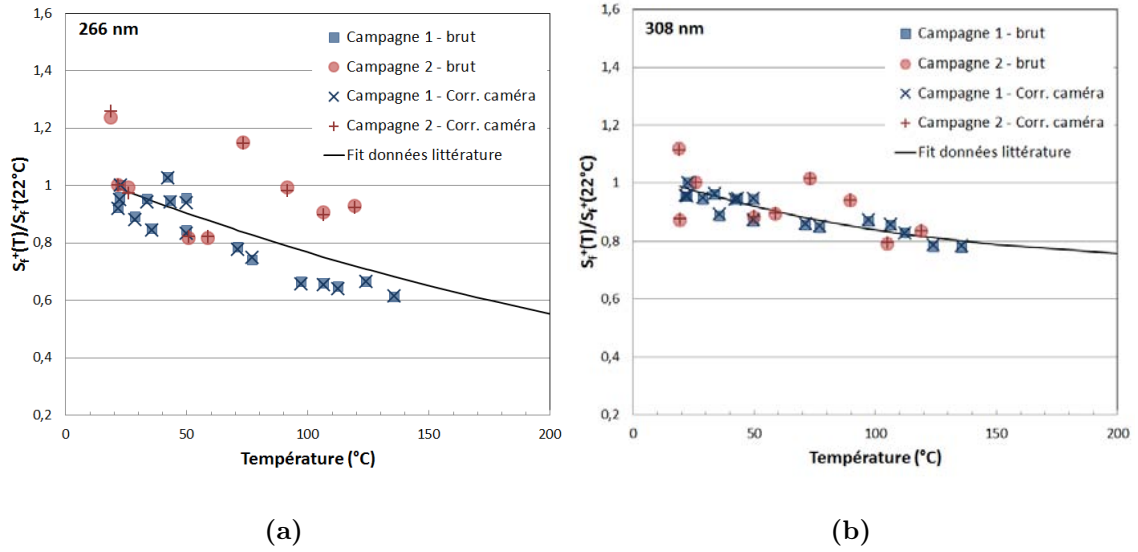 266 nm
Campagne 1 - brut
Campagne 2 - brut
Campagne 1 - Corr. caméra
Campagne 2 - Corr. caméra
Fit données littérature
1,6
1,4
1,2
1
0,8
0,6
0,4
0,2
Sf+(T)/Sf+(22°C)
0 50 100 150 200
Température (°C)
(a)
308 nm
Campagne 1 - brut
Campagne 2 - brut
Campagne 1 - Corr. caméra
Campagne 2 - Corr. caméra
Fit données littérature
1,6
1,4
1,2
1
0,8
0,6
0,4
0,2
Sf+(T)/Sf+(22°C)
0 50 100 150 200
Température (°C)
(b)